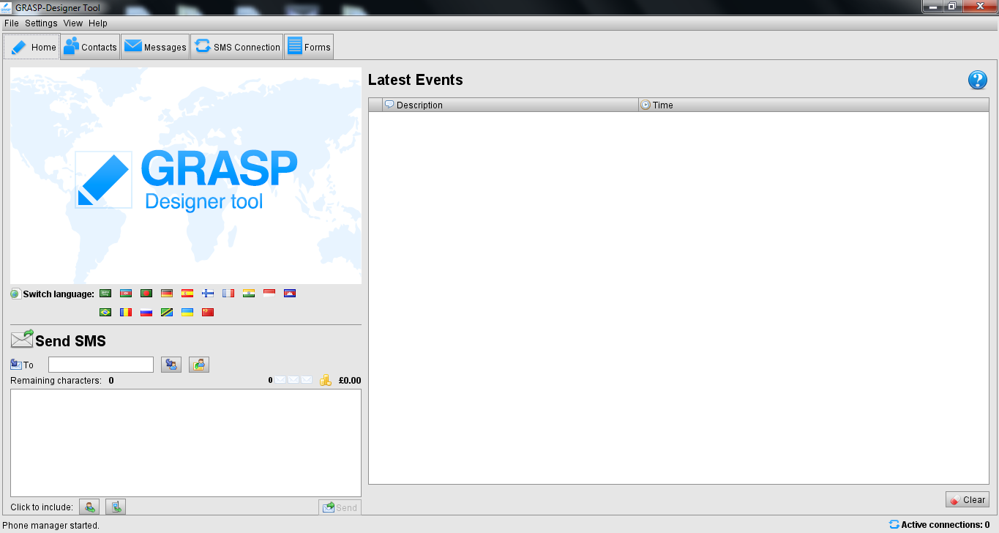 GRASP-Designer Tool
File Settings View Help
Home Contacts Messages SMS Connection Forms
GRASP
Designer tool
Latest Events
Description Time
Switch language:
Send SMS
To
Remaining characters: 0 0 £0.00
Click to include: Send
Clear
Phone manager started. Active connections: 0